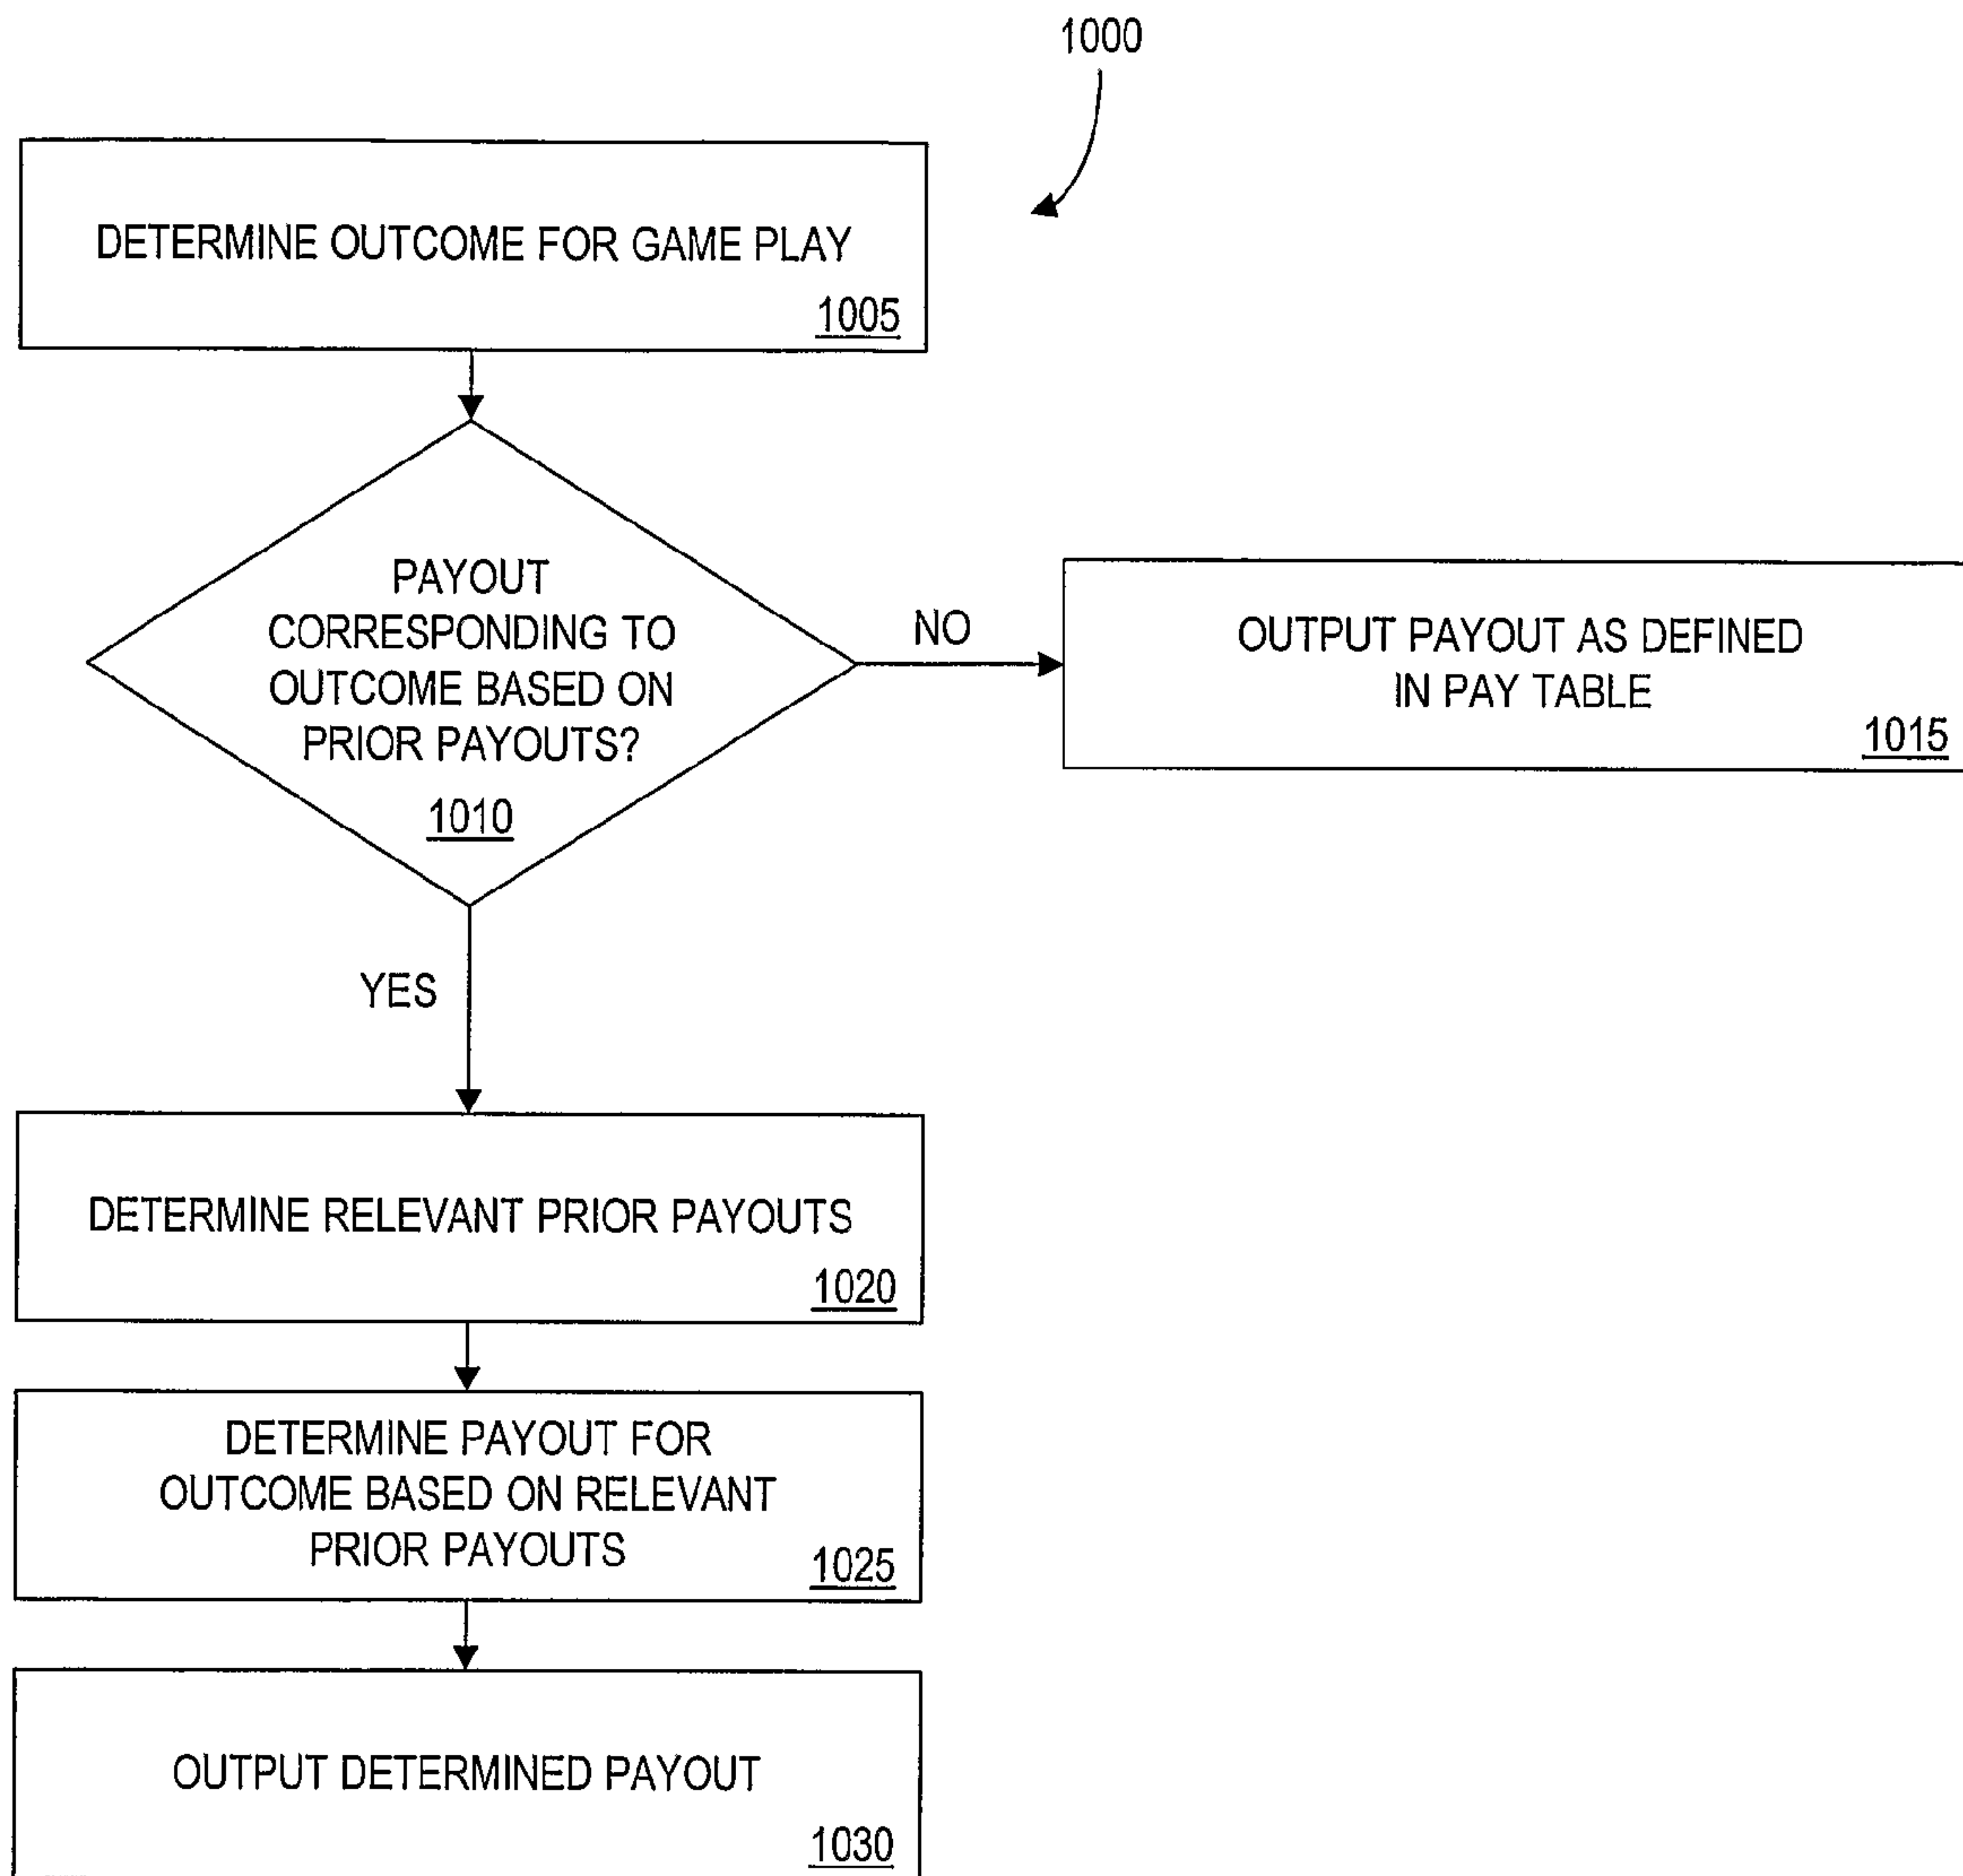 1000
DETERMINE OUTCOME FOR GAME PLAY
1005
PAYOUT
CORRESPONDING TO
OUTCOME BASED ON
PRIOR PAYOUTS?
1010
NO
OUTPUT PAYOUT AS DEFINED
IN PAY TABLE
1015
YES
DETERMINE RELEVANT PRIOR PAYOUTS
1020
DETERMINE PAYOUT FOR
OUTCOME BASED ON RELEVANT
PRIOR PAYOUTS
1025
OUTPUT DETERMINED PAYOUT
1030